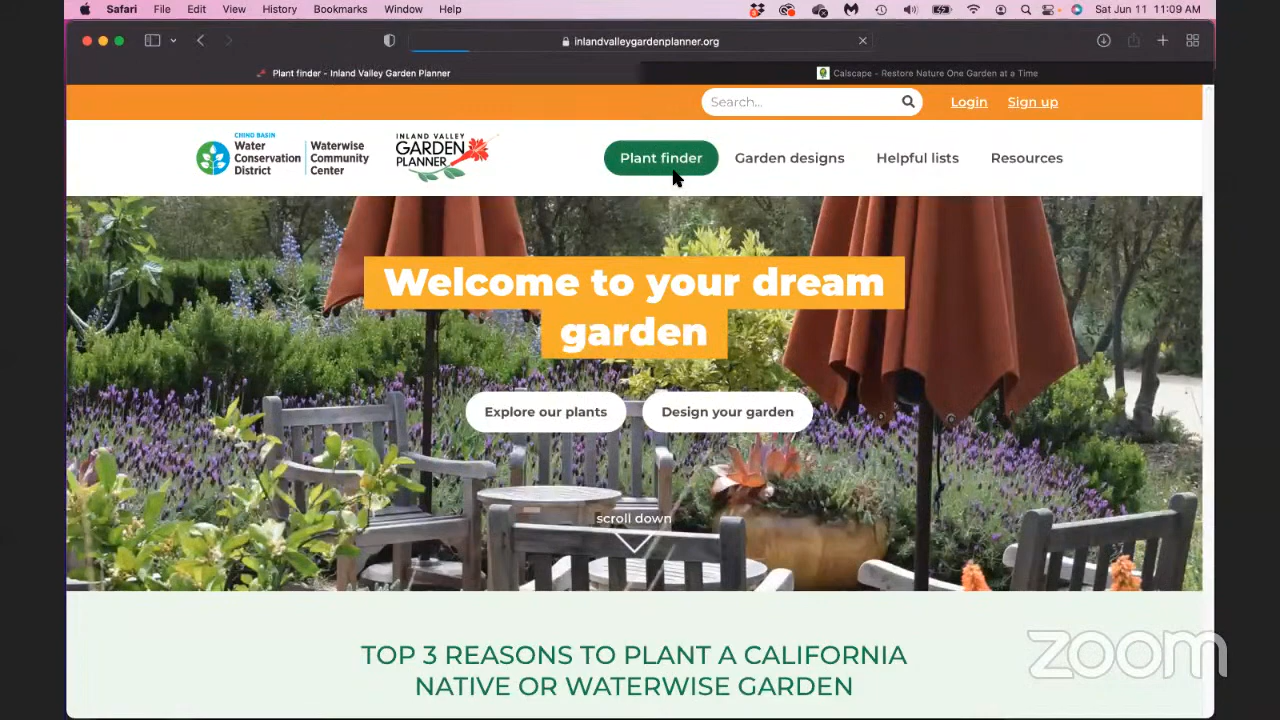 Safari File Edit View History Bookmarks Window Help Sat Jun 11 11:09 AM
inlandvalleygardenplanner.org
Plant finder - Inland Valley Garden Planner Calscape - Restore Nature One Garden at a Time
Search... Login Sign up
CHINO BASIN
Water
Conservation
District
Waterwise
Community
Center
INLAND VALLEY
GARDEN
PLANNER
Plant finder Garden designs Helpful lists Resources
Welcome to your dream
garden
Explore our plants Design your garden
scroll down
TOP 3 REASONS TO PLANT A CALIFORNIA
NATIVE OR WATERWISE GARDEN
zoom